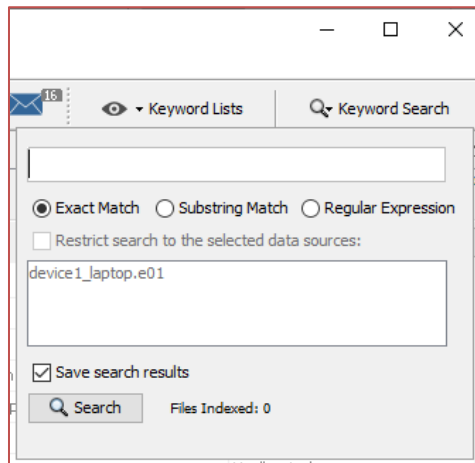 16
Keyword Lists
Keyword Search
Exact Match Substring Match Regular Expression
Restrict search to the selected data sources:
device1_laptop.e01
Save search results
Search Files Indexed: 0